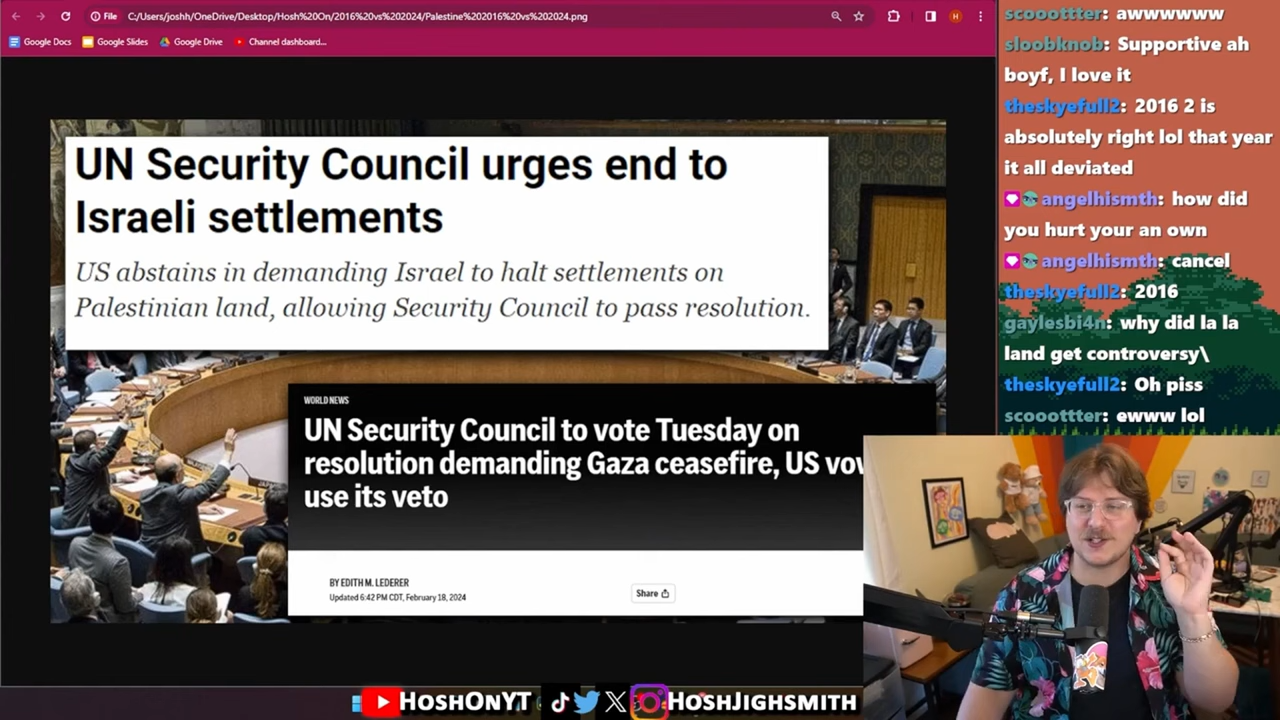 File C:/Users/joshh/OneDrive/Desktop/Hosh%20On/2016%20vs%202024/Palestine%202016%20vs%202024.png
Google Docs Google Slides Google Drive Channel dashboard...
UN Security Council urges end to
Israeli settlements
US abstains in demanding Israel to halt settlements on
Palestinian land, allowing Security Council to pass resolution.
WORLD NEWS
UN Security Council to vote Tuesday on
resolution demanding Gaza ceasefire, US vow
use its veto
BY EDITH M. LEDERER
Updated 6:42 PM CDT, February 18, 2024
Share
scooottter: awwwwww
sloobknob: Supportive ah
boyf, I love it
theskyefull2: 2016 2 is
absolutely right lol that year
it all deviated
angelhismth: how did
you hurt your an own
angelhismth: cancel
theskyefull2: 2016
gaylesbi4n: why did la la
land get controversy\
theskyefull2: Oh piss
scooottter: ewww lol
HoshOnYT HoshJighsmith